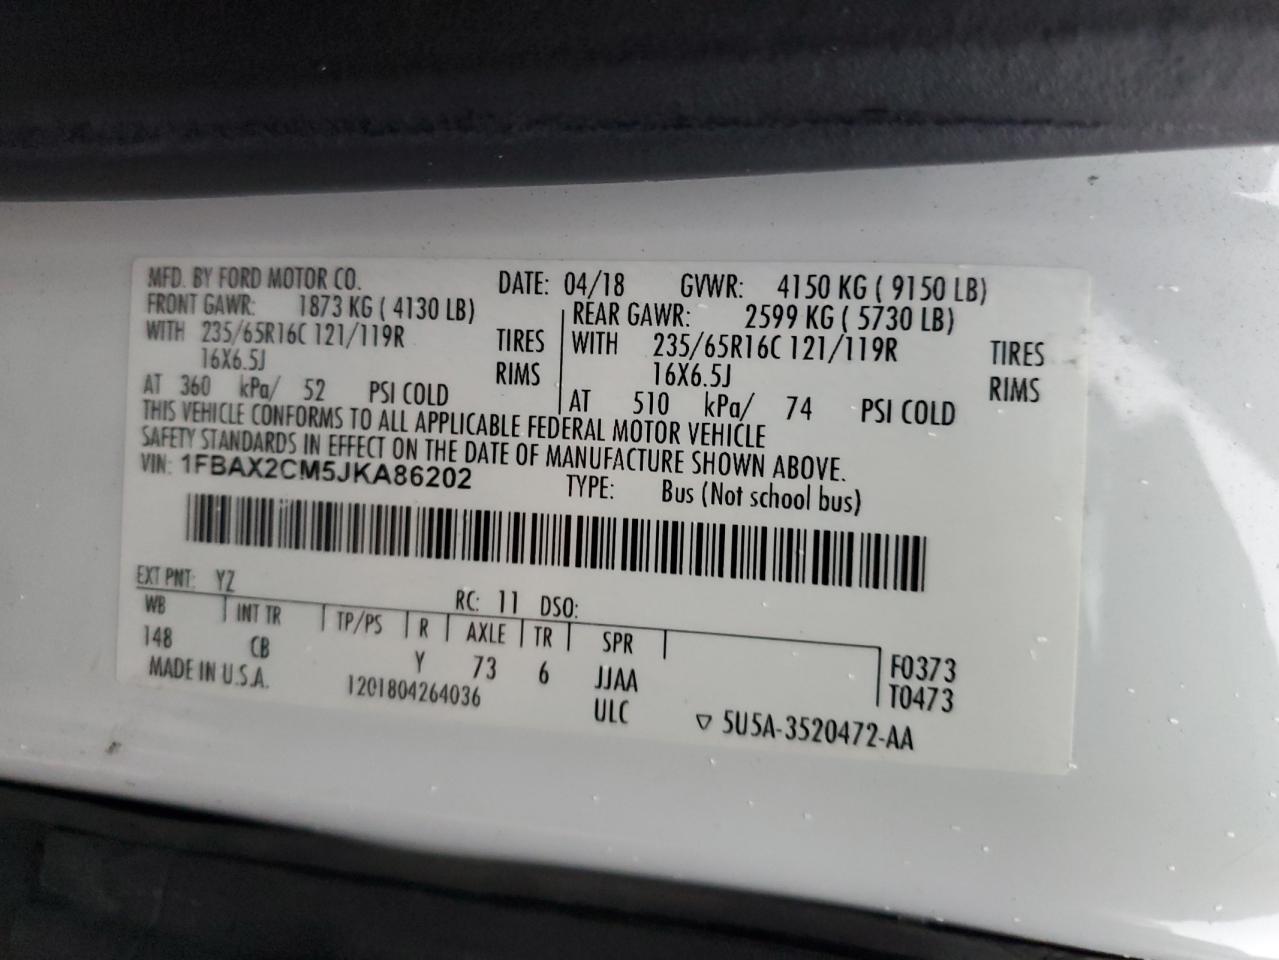 MFD. BY FORD MOTOR CO. DATE: 04/18 GVWR: 4150 KG ( 9150 LB)
FRONT GAWR: 1873 KG ( 4130 LB) REAR GAWR: 2599 KG ( 5730 LB)
WITH 235/65R16C 121/119R TIRES WITH 235/65R16C 121/119R TIRES
16X6.5J RIMS 16X6.5J RIMS
AT 360 kPa/ 52 PSI COLD AT 510 kPa/ 74 PSI COLD
THIS VEHICLE CONFORMS TO ALL APPLICABLE FEDERAL MOTOR VEHICLE
SAFETY STANDARDS IN EFFECT ON THE DATE OF MANUFACTURE SHOWN ABOVE.
VIN: 1FBAX2CM5JKA86202 TYPE: Bus (Not school bus)
EXT PNT: YZ RC: 11 DSO:
WB INT TR TP/PS R AXLE TR SPR
148 CB Y 73 6 JJAA F0373
MADE IN U.S.A. 1201804264036 ULC T0473
▽ 5U5A-3520472-AA